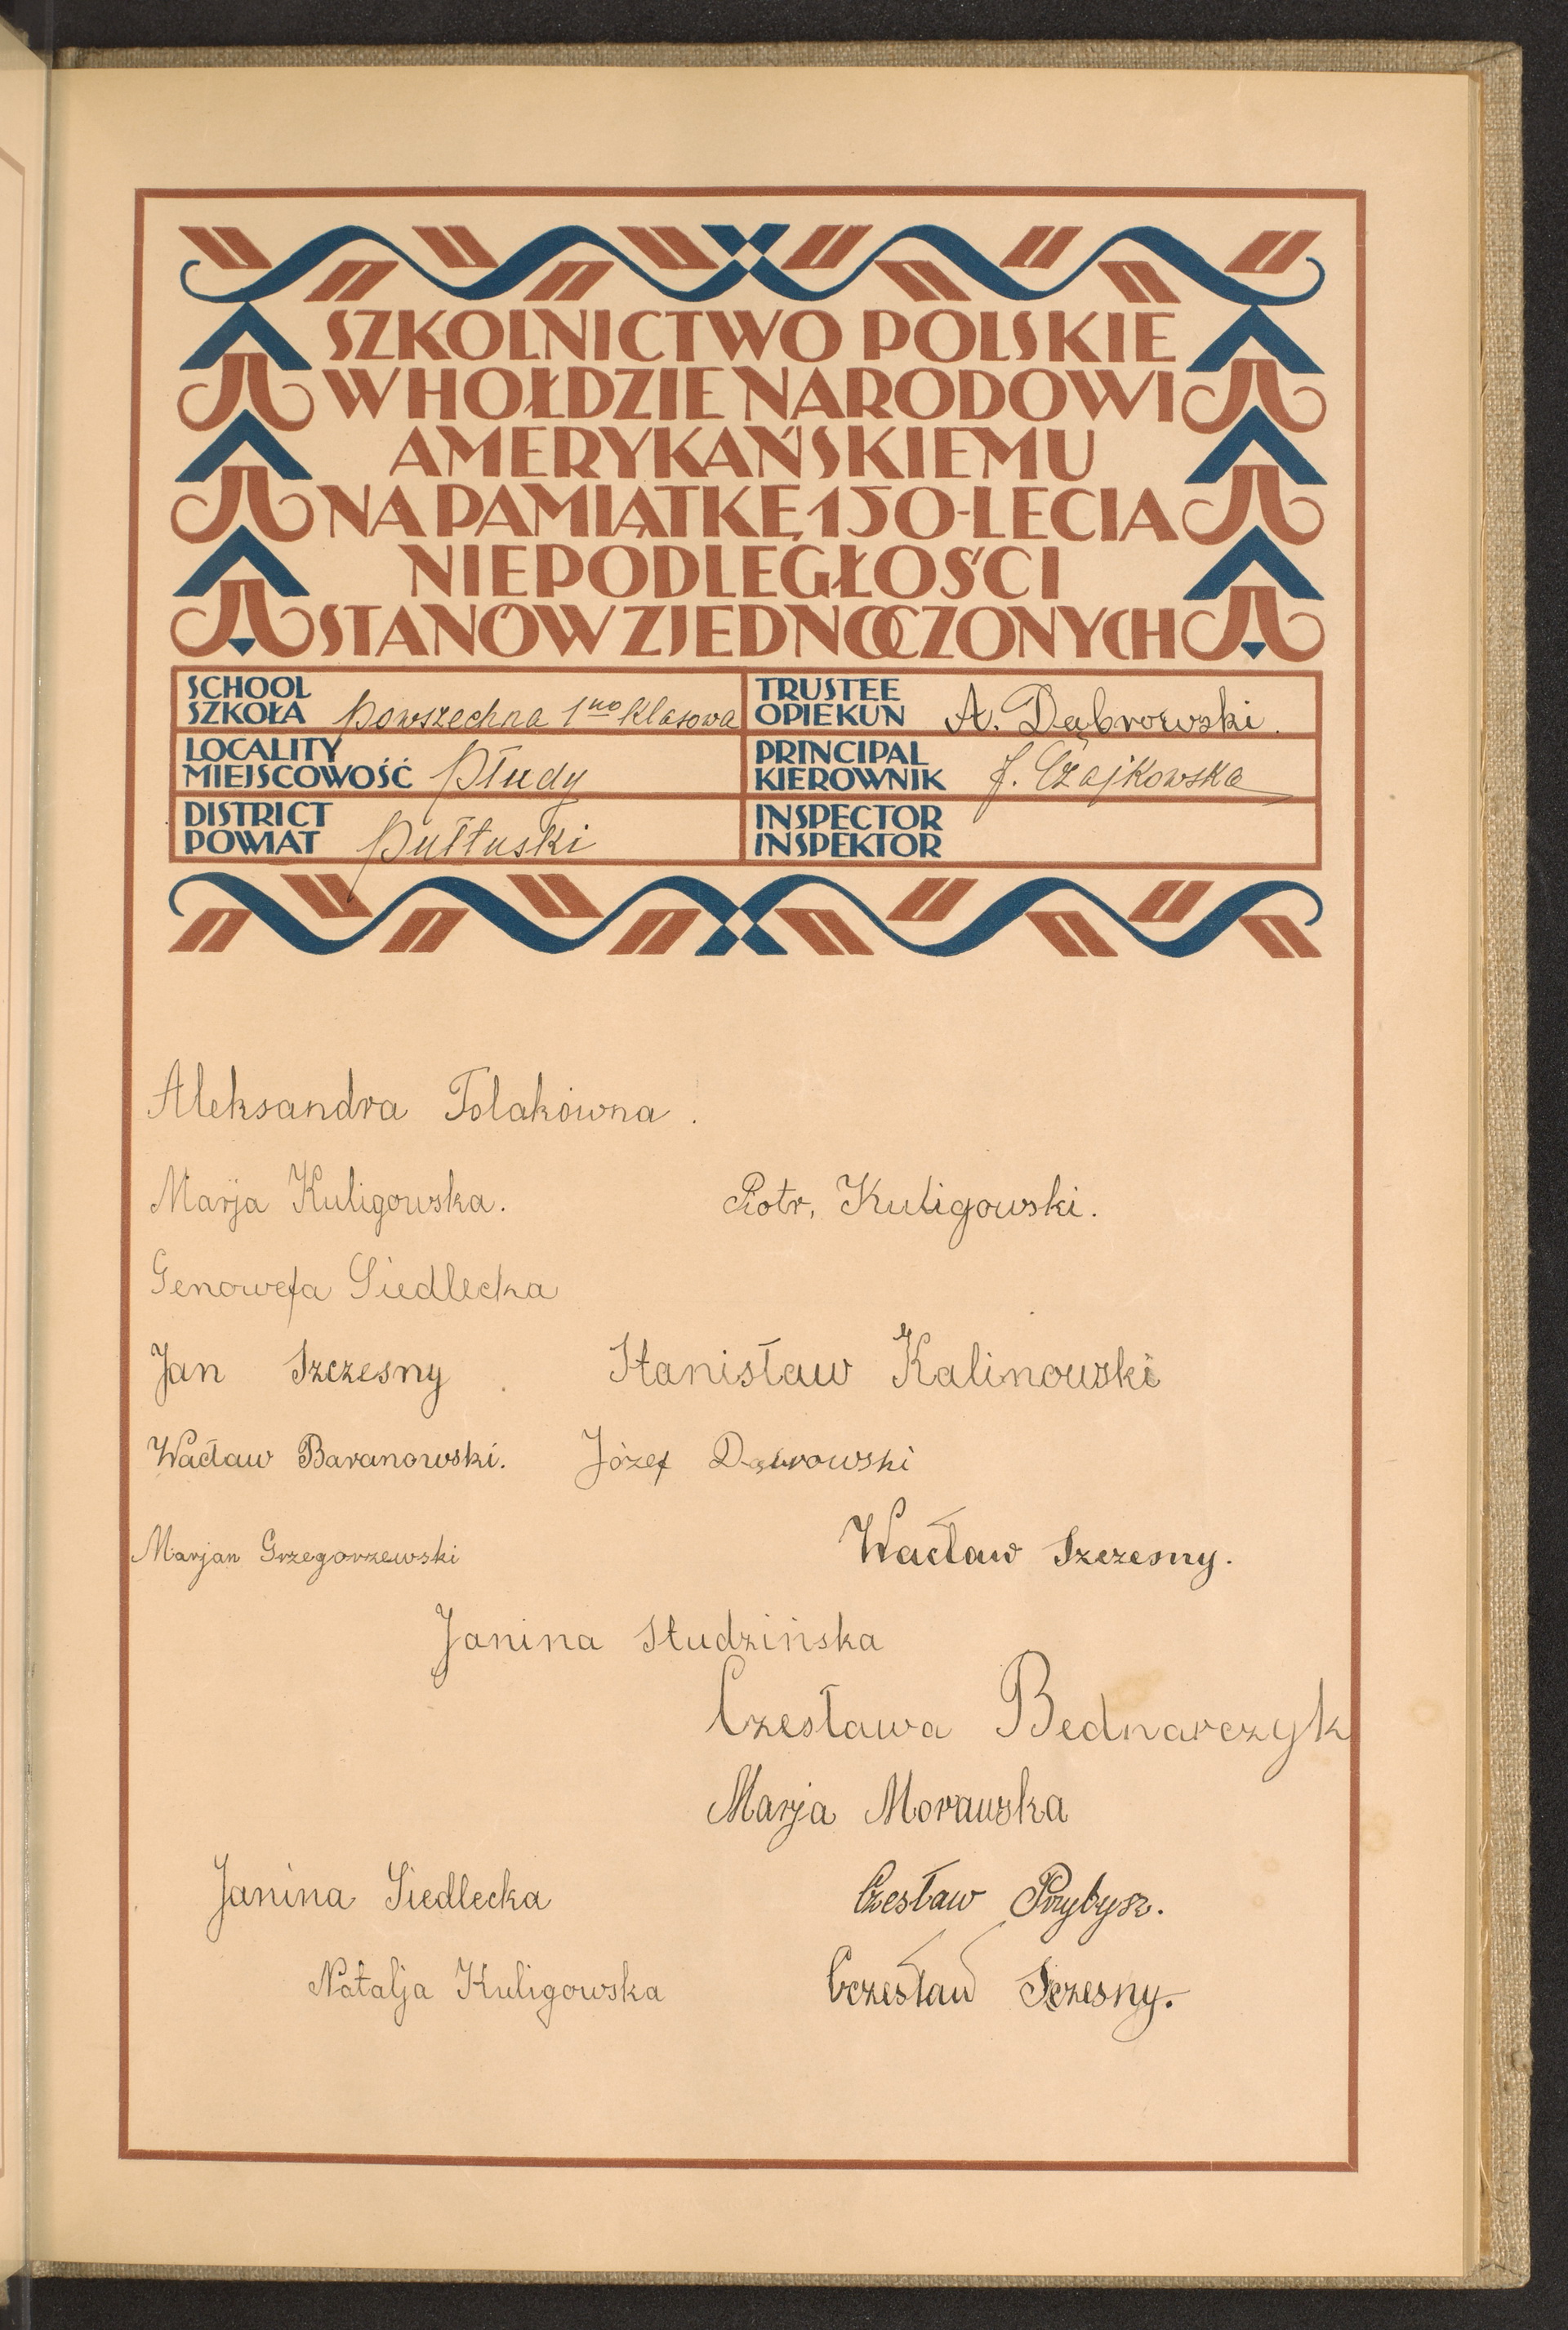 SZKOLNICTWO POLSKIE
W HOŁDZIE NARODOWI
AMERYKAŃSKIEMU
NA PAMIĄTKĘ 150-LECIA
NIEPODLEGŁOŚCI
STANÓW ZJEDNOCZONYCH
SCHOOL
SZKOŁA powszechna 1no klasowa
TRUSTEE
OPIEKUN A. Dąbrowski.
LOCALITY
MIEJSCOWOŚĆ Płudy
PRINCIPAL
KIEROWNIK J. Czajkowska
DISTRICT
POWIAT Pułtuski
INSPECTOR
INSPEKTOR
Aleksandra Polakówna.
Marja Kuligowska. Piotr, Kuligowski.
Genowefa Siedlecka
Jan Szczesny Stanisław Kalinowski
Wacław Baranowski. Józef Dąbrowski
Marjan Grzegorzewski Wacław Szczesny.
Janina Studzińska
Czesława Bednarczyk
Marja Morawska
Janina Siedlecka Czesław Przybysz.
Natalja Kuligowska Czesław Sczesny.